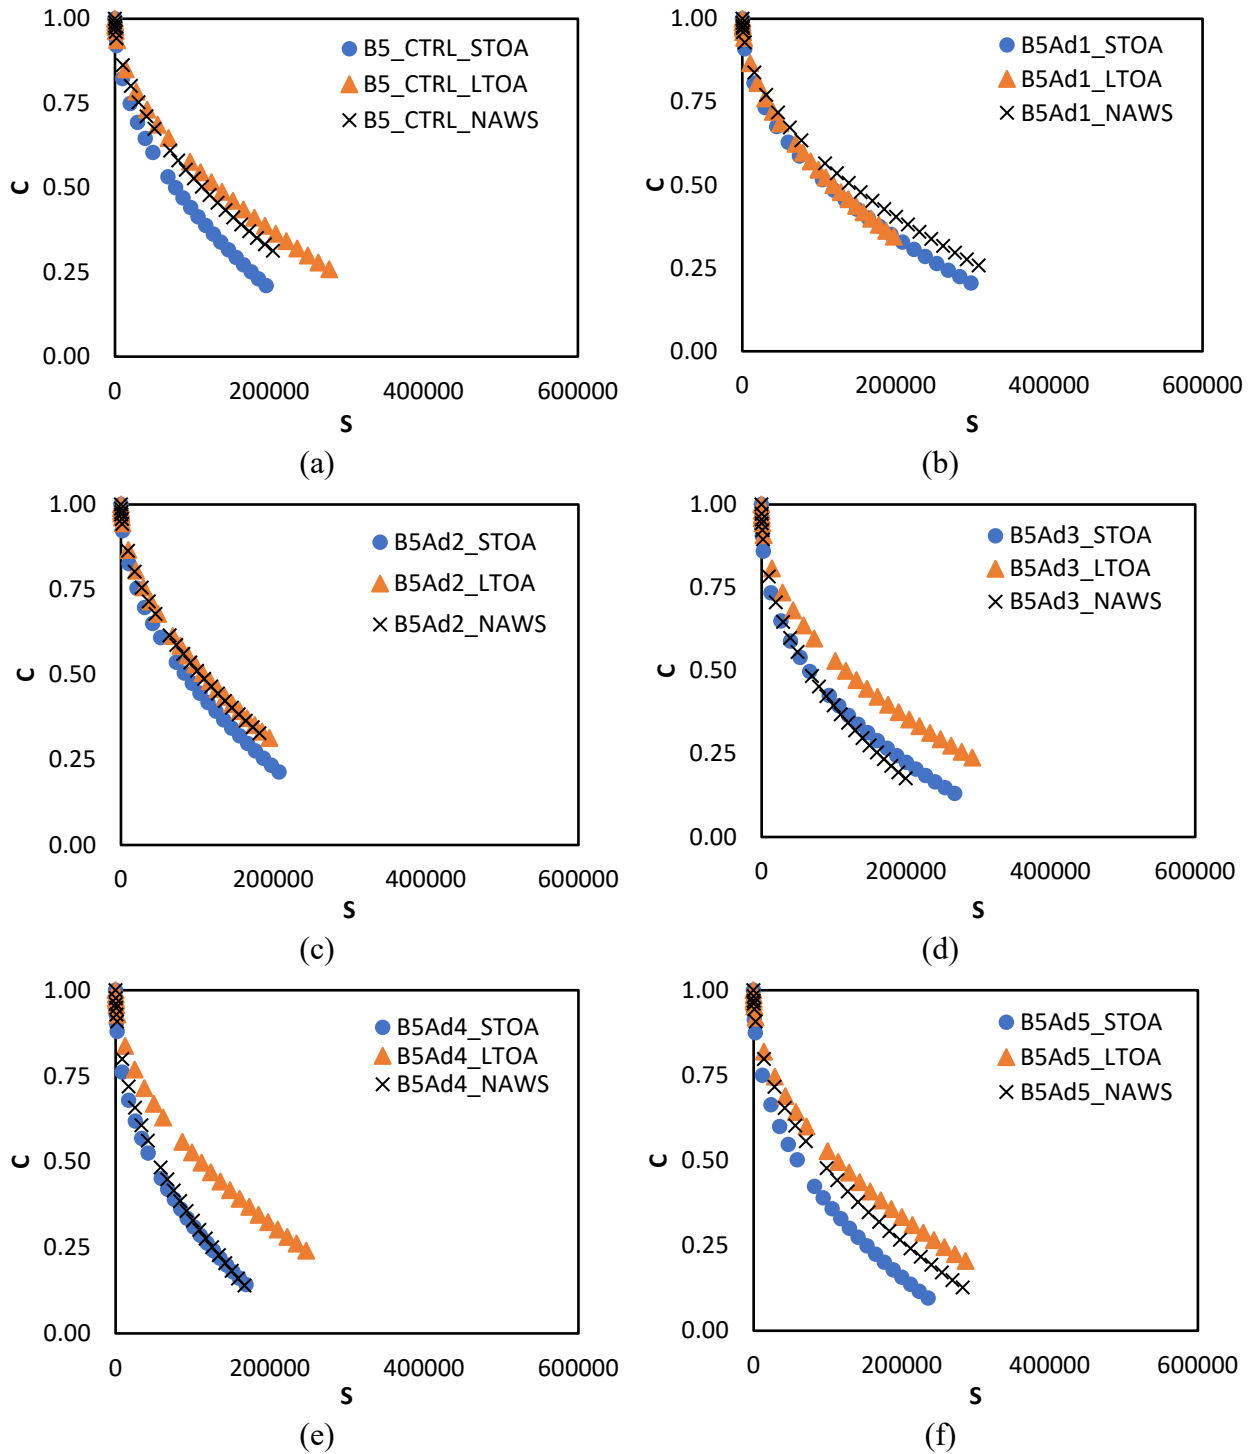 1.00
0.75
0.50
0.25
0.00
C
B5_CTRL_STOA
B5_CTRL_LTOA
B5_CTRL_NAWS
0 200000 400000 600000
S
(a)
1.00
0.75
0.50
0.25
0.00
C
B5Ad1_STOA
B5Ad1_LTOA
B5Ad1_NAWS
0 200000 400000 600000
S
(b)
1.00
0.75
0.50
0.25
0.00
C
B5Ad2_STOA
B5Ad2_LTOA
B5Ad2_NAWS
0 200000 400000 600000
S
(c)
1.00
0.75
0.50
0.25
0.00
C
B5Ad3_STOA
B5Ad3_LTOA
B5Ad3_NAWS
0 200000 400000 600000
S
(d)
1.00
0.75
0.50
0.25
0.00
C
B5Ad4_STOA
B5Ad4_LTOA
B5Ad4_NAWS
0 200000 400000 600000
S
(e)
1.00
0.75
0.50
0.25
0.00
C
B5Ad5_STOA
B5Ad5_LTOA
B5Ad5_NAWS
0 200000 400000 600000
S
(f)